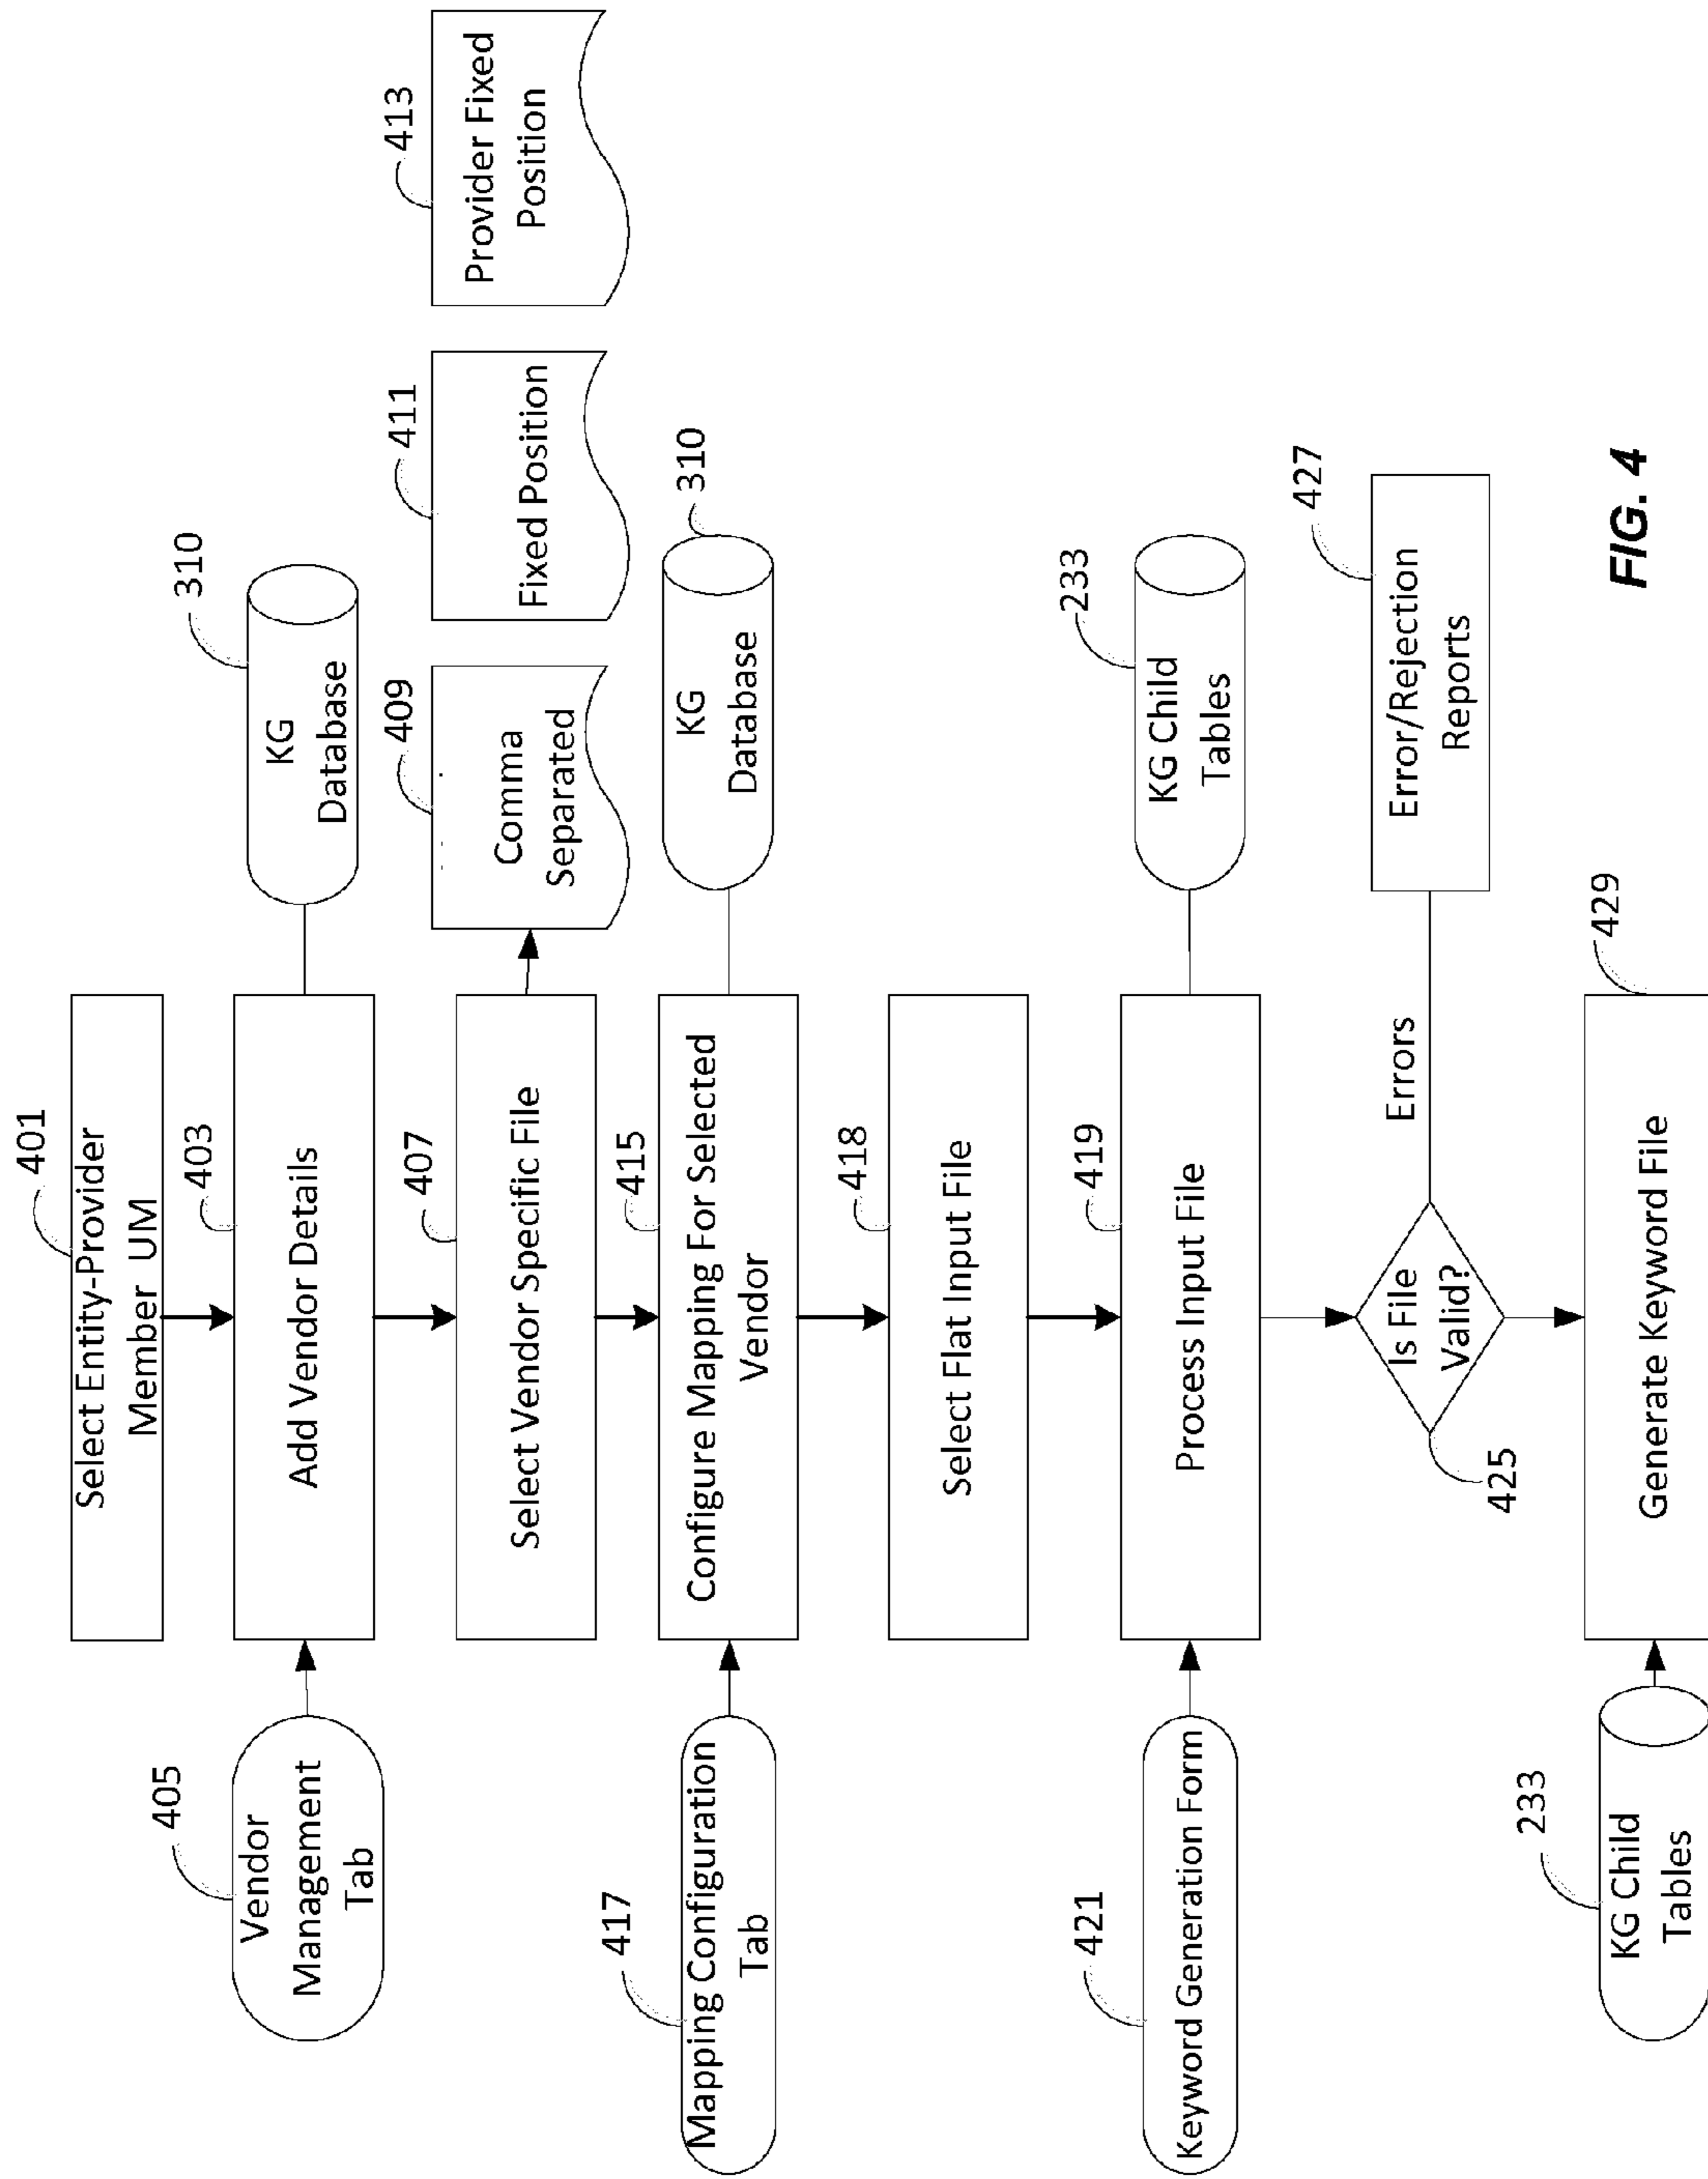 401
Select Entity-Provider
Member UM
405
Vendor
Management
Tab
403
Add Vendor Details
310
KG
Database
407
Select Vendor Specific File
409
Comma
Separated
411
Fixed Position
413
Provider Fixed
Position
417
Mapping Configuration
Tab
415
Configure Mapping For Selected
Vendor
310
KG
Database
418
Select Flat Input File
421
Keyword Generation Form
419
Process Input File
233
KG Child
Tables
425
Is File
Valid?
Errors
427
Error/Rejection
Reports
233
KG Child
Tables
429
Generate Keyword File
FIG. 4